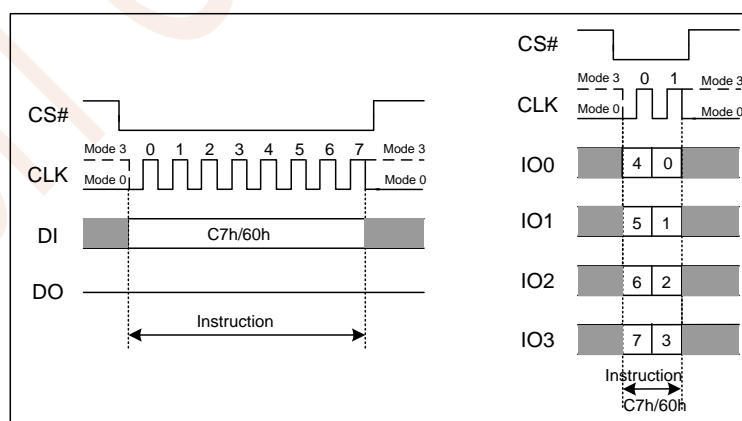 CS#
Mode 3 0 1 2 3 4 5 6 7 Mode 3
CLK
Mode 0 Mode 0
DI C7h/60h
DO
Instruction
CS#
Mode 3 0 1 Mode 3
CLK
Mode 0 Mode 0
IO0 4 0
IO1 5 1
IO2 6 2
IO3 7 3
Instruction
C7h/60h